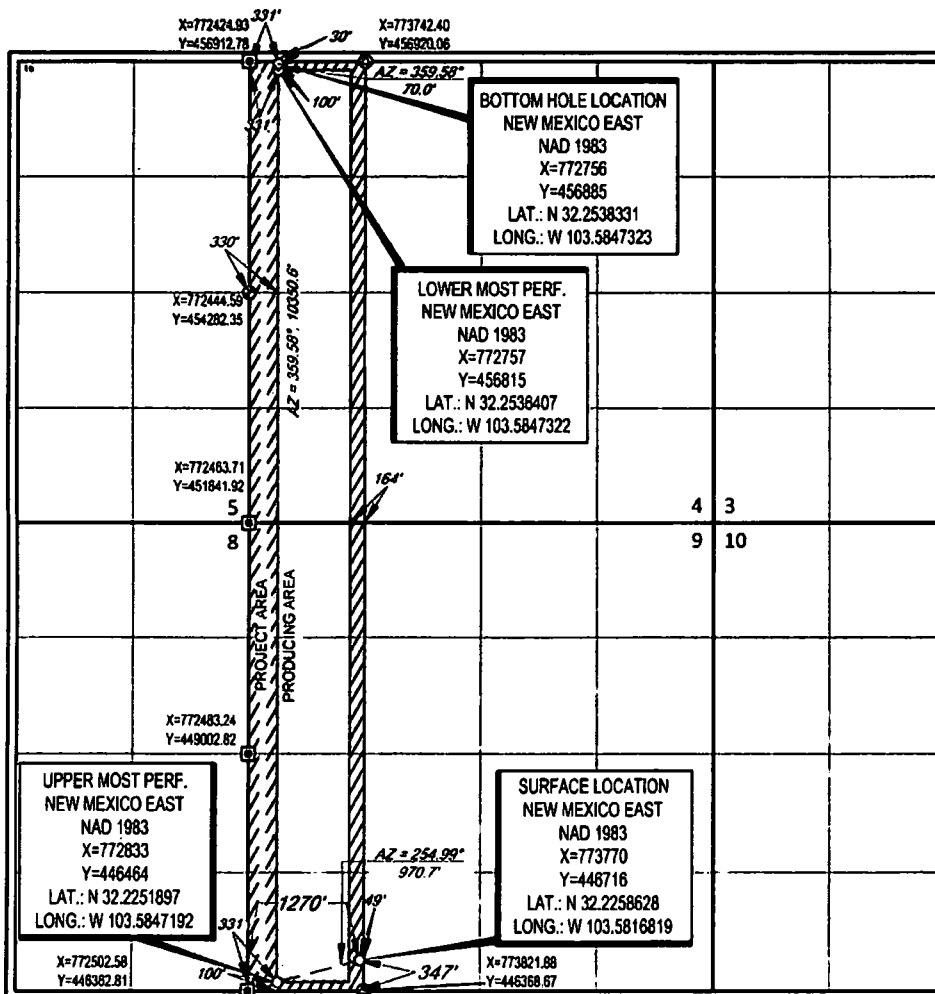 X=772424.93
Y=456912.78
331'
30'
X=773742.40
Y=456920.06
AZ = 359.58°
70.0'
100'
331'
BOTTOM HOLE LOCATION
NEW MEXICO EAST
NAD 1983
X=772756
Y=456885
LAT.: N 32.2538331
LONG.: W 103.5847323
330'
X=772444.59
Y=454282.35
AZ = 359.58°, 10350.6'
LOWER MOST PERF.
NEW MEXICO EAST
NAD 1983
X=772757
Y=456815
LAT.: N 32.2538407
LONG.: W 103.5847322
X=772463.71
Y=451641.92
164'
5
4 3
8
9 10
PROJECT AREA
PRODUCING AREA
X=772483.24
Y=449002.82
UPPER MOST PERF.
NEW MEXICO EAST
NAD 1983
X=772833
Y=446464
LAT.: N 32.2251897
LONG.: W 103.5847192
SURFACE LOCATION
NEW MEXICO EAST
NAD 1983
X=773770
Y=446716
LAT.: N 32.2258628
LONG.: W 103.5816819
AZ = 254.99°
970.7'
1270'
49'
331'
X=772502.58
Y=446362.81
100'
347'
X=773821.88
Y=446368.67